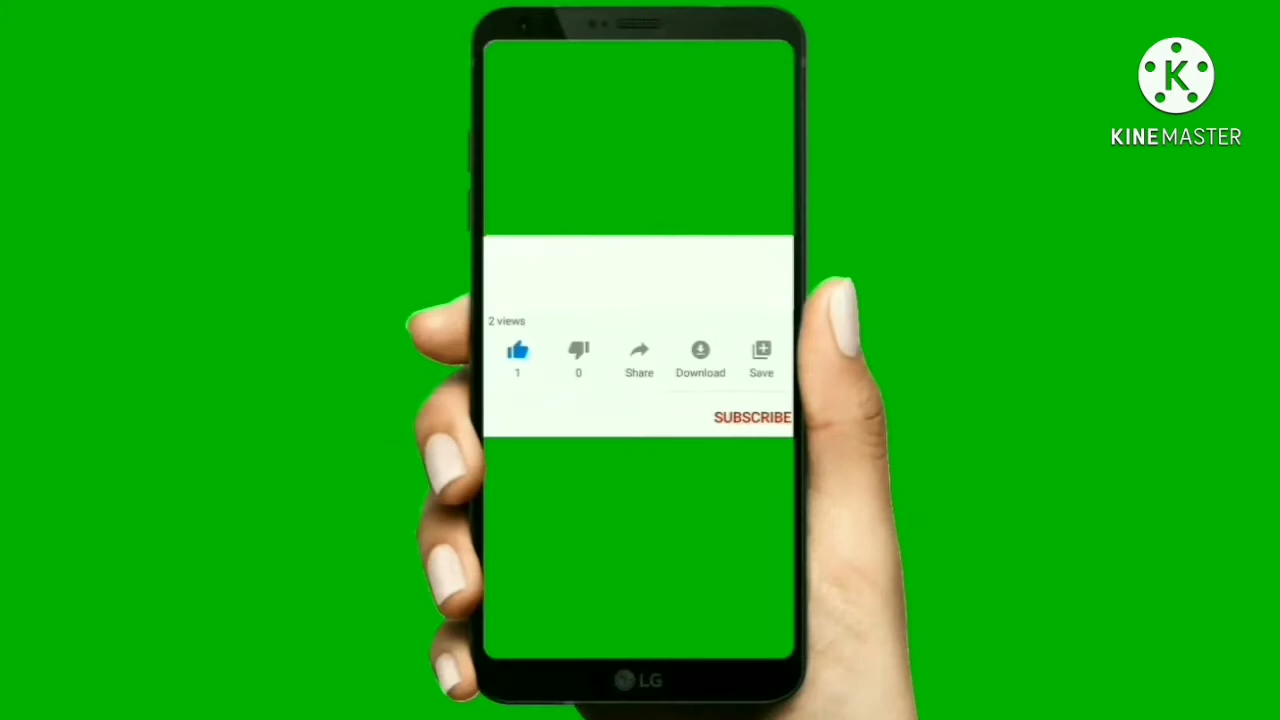 K
KINEMASTER
2 views
1 0 Share Download Save
SUBSCRIBE
LG